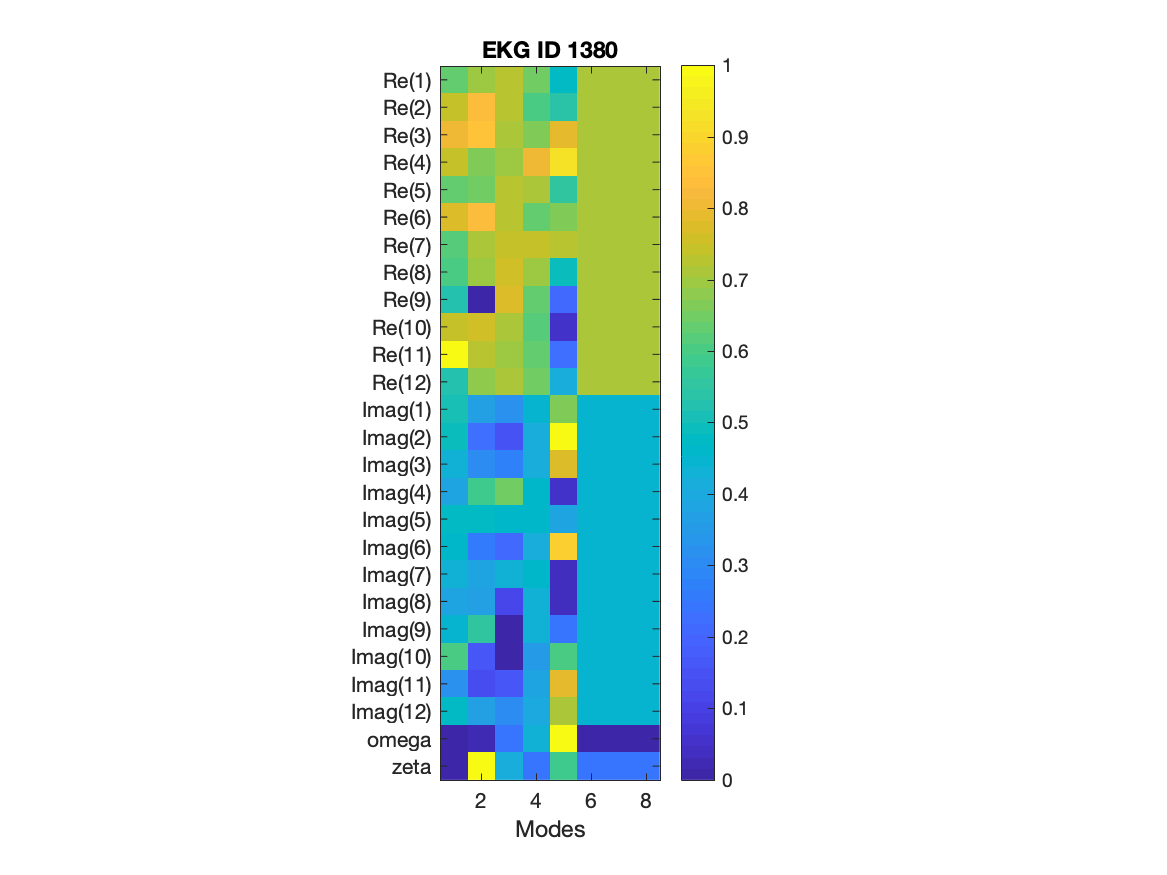 EKG ID 1380
Re(1)
Re(2)
Re(3)
Re(4)
Re(5)
Re(6)
Re(7)
Re(8)
Re(9)
Re(10)
Re(11)
Re(12)
Imag(1)
Imag(2)
Imag(3)
Imag(4)
Imag(5)
Imag(6)
Imag(7)
Imag(8)
Imag(9)
Imag(10)
Imag(11)
Imag(12)
omega
zeta
2 4 6 8
Modes
1
0.9
0.8
0.7
0.6
0.5
0.4
0.3
0.2
0.1
0